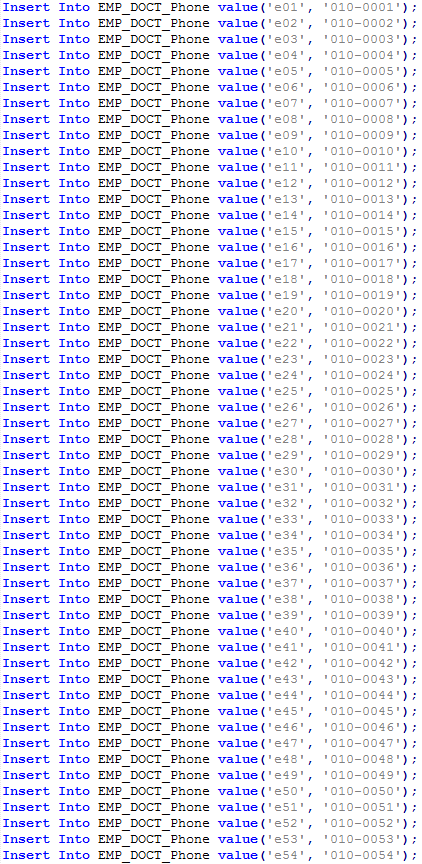 Insert Into EMP_DOCT_Phone value('e01', '010-0001');
Insert Into EMP_DOCT_Phone value('e02', '010-0002');
Insert Into EMP_DOCT_Phone value('e03', '010-0003');
Insert Into EMP_DOCT_Phone value('e04', '010-0004');
Insert Into EMP_DOCT_Phone value('e05', '010-0005');
Insert Into EMP_DOCT_Phone value('e06', '010-0006');
Insert Into EMP_DOCT_Phone value('e07', '010-0007');
Insert Into EMP_DOCT_Phone value('e08', '010-0008');
Insert Into EMP_DOCT_Phone value('e09', '010-0009');
Insert Into EMP_DOCT_Phone value('e10', '010-0010');
Insert Into EMP_DOCT_Phone value('e11', '010-0011');
Insert Into EMP_DOCT_Phone value('e12', '010-0012');
Insert Into EMP_DOCT_Phone value('e13', '010-0013');
Insert Into EMP_DOCT_Phone value('e14', '010-0014');
Insert Into EMP_DOCT_Phone value('e15', '010-0015');
Insert Into EMP_DOCT_Phone value('e16', '010-0016');
Insert Into EMP_DOCT_Phone value('e17', '010-0017');
Insert Into EMP_DOCT_Phone value('e18', '010-0018');
Insert Into EMP_DOCT_Phone value('e19', '010-0019');
Insert Into EMP_DOCT_Phone value('e20', '010-0020');
Insert Into EMP_DOCT_Phone value('e21', '010-0021');
Insert Into EMP_DOCT_Phone value('e22', '010-0022');
Insert Into EMP_DOCT_Phone value('e23', '010-0023');
Insert Into EMP_DOCT_Phone value('e24', '010-0024');
Insert Into EMP_DOCT_Phone value('e25', '010-0025');
Insert Into EMP_DOCT_Phone value('e26', '010-0026');
Insert Into EMP_DOCT_Phone value('e27', '010-0027');
Insert Into EMP_DOCT_Phone value('e28', '010-0028');
Insert Into EMP_DOCT_Phone value('e29', '010-0029');
Insert Into EMP_DOCT_Phone value('e30', '010-0030');
Insert Into EMP_DOCT_Phone value('e31', '010-0031');
Insert Into EMP_DOCT_Phone value('e32', '010-0032');
Insert Into EMP_DOCT_Phone value('e33', '010-0033');
Insert Into EMP_DOCT_Phone value('e34', '010-0034');
Insert Into EMP_DOCT_Phone value('e35', '010-0035');
Insert Into EMP_DOCT_Phone value('e36', '010-0036');
Insert Into EMP_DOCT_Phone value('e37', '010-0037');
Insert Into EMP_DOCT_Phone value('e38', '010-0038');
Insert Into EMP_DOCT_Phone value('e39', '010-0039');
Insert Into EMP_DOCT_Phone value('e40', '010-0040');
Insert Into EMP_DOCT_Phone value('e41', '010-0041');
Insert Into EMP_DOCT_Phone value('e42', '010-0042');
Insert Into EMP_DOCT_Phone value('e43', '010-0043');
Insert Into EMP_DOCT_Phone value('e44', '010-0044');
Insert Into EMP_DOCT_Phone value('e45', '010-0045');
Insert Into EMP_DOCT_Phone value('e46', '010-0046');
Insert Into EMP_DOCT_Phone value('e47', '010-0047');
Insert Into EMP_DOCT_Phone value('e48', '010-0048');
Insert Into EMP_DOCT_Phone value('e49', '010-0049');
Insert Into EMP_DOCT_Phone value('e50', '010-0050');
Insert Into EMP_DOCT_Phone value('e51', '010-0051');
Insert Into EMP_DOCT_Phone value('e52', '010-0052');
Insert Into EMP_DOCT_Phone value('e53', '010-0053');
Insert Into EMP_DOCT_Phone value('e54', '010-0054');